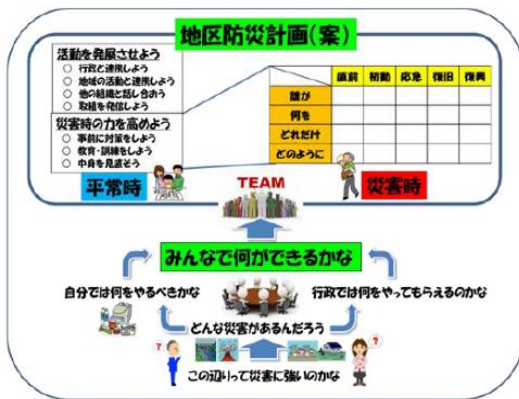 地区防災計画(案)
活動を発展させよう
○ 行政と連携しよう
○ 地域の活動と連携しよう
○ 他の組織と話し合おう
○ 取組を発信しよう
災害時の力を高めよう
○ 事前に対策をしよう
○ 教育・訓練をしよう
○ 中身を見直そう
平常時
直前 初動 応急 復旧 復興
誰が
何を
どれだけ
どのように
災害時
TEAM
みんなで何ができるかな
自分では何をやるべきかな
行政では何をやってもらえるのかな
どんな災害があるんだろう
? ?
この辺りって災害に強いのかな